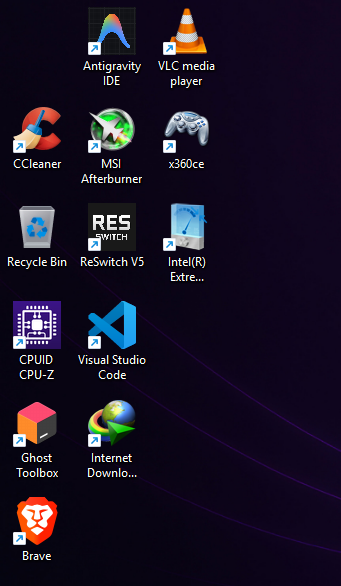 Antigravity
IDE
VLC media
player
CCleaner
MSI
Afterburner
x360ce
Recycle Bin
RES
SWITCH
ReSwitch V5
Intel(R)
Extre...
CPUID
CPU-Z
Visual Studio
Code
Ghost
Toolbox
Internet
Downlo...
Brave